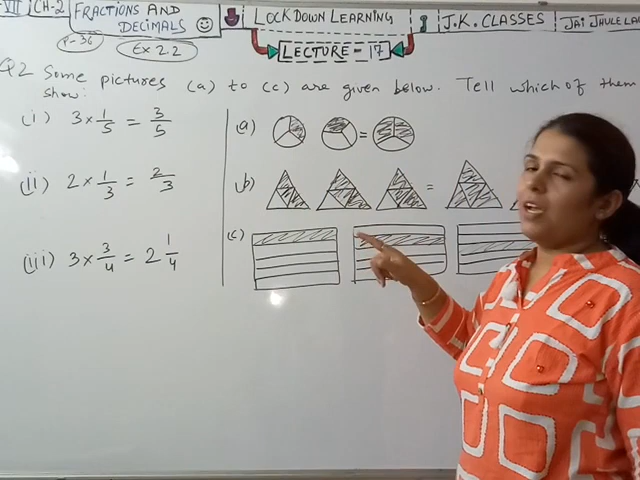 VII CH-2 FRACTIONS AND DECIMALS
P-36 Ex 2.2
LOCKDOWN LEARNING
LECTURE - 17
J.K. CLASSES
JAI JHULELA
Q2 Some pictures (a) to (c) are given below. Tell which of them
show:
(i) 3 × 1/5 = 3/5
(ii) 2 × 1/3 = 2/3
(iii) 3 × 3/4 = 2 1/4
(a) =
(b) =
(c)